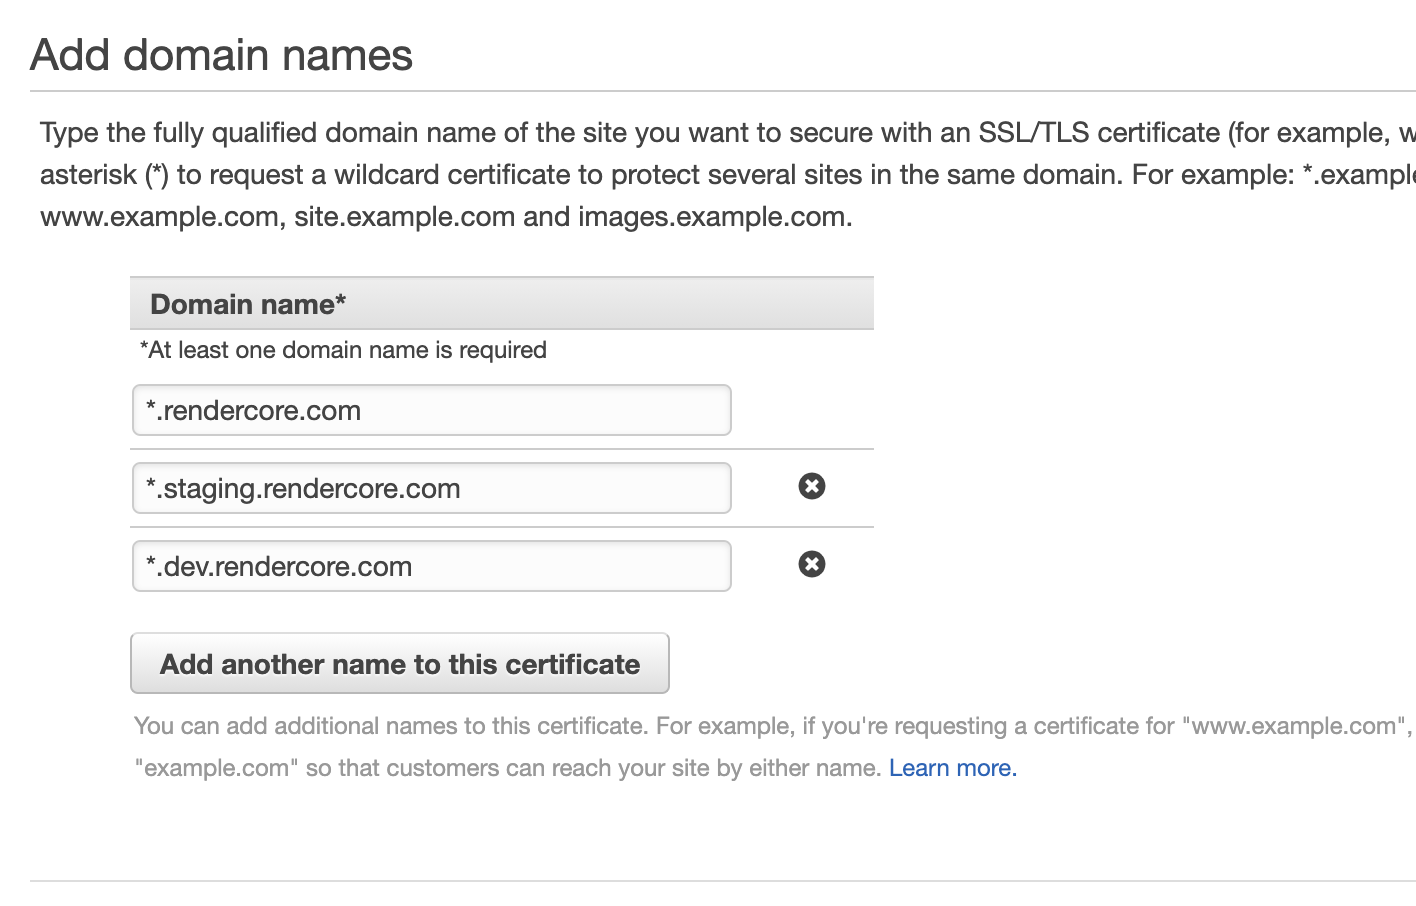 Add domain names
Type the fully qualified domain name of the site you want to secure with an SSL/TLS certificate (for example,
asterisk (*) to request a wildcard certificate to protect several sites in the same domain. For example: *.example
www.example.com, site.example.com and images.example.com.
Domain name*
*At least one domain name is required
*.rendercore.com
*.staging.rendercore.com
*.dev.rendercore.com
Add another name to this certificate
You can add additional names to this certificate. For example, if you're requesting a certificate for "www.example.com",
"example.com" so that customers can reach your site by either name. Learn more.